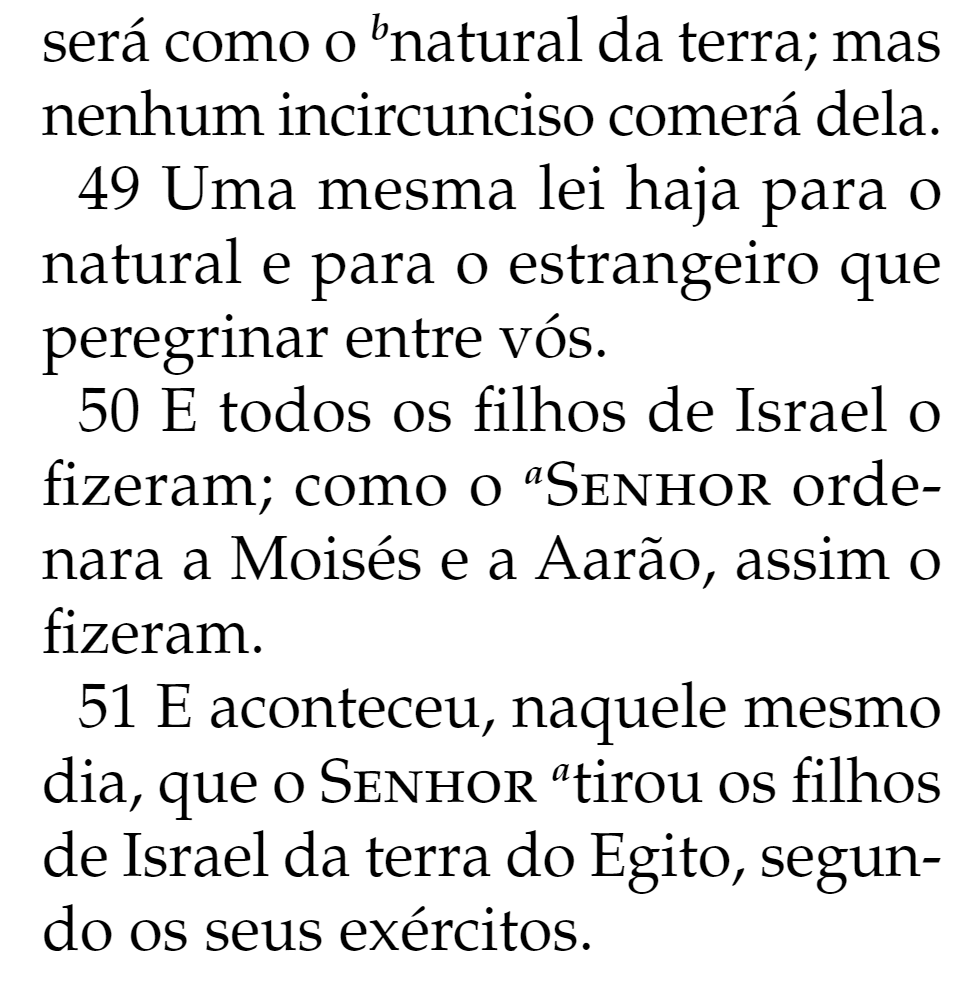 será como o ᵇnatural da terra; mas
nenhum incircunciso comerá dela.
49 Uma mesma lei haja para o
natural e para o estrangeiro que
peregrinar entre vós.
50 E todos os filhos de Israel o
fizeram; como o ᵃSENHOR orde-
nara a Moisés e a Aarão, assim o
fizeram.
51 E aconteceu, naquele mesmo
dia, que o SENHOR ᵃtirou os filhos
de Israel da terra do Egito, segun-
do os seus exércitos.